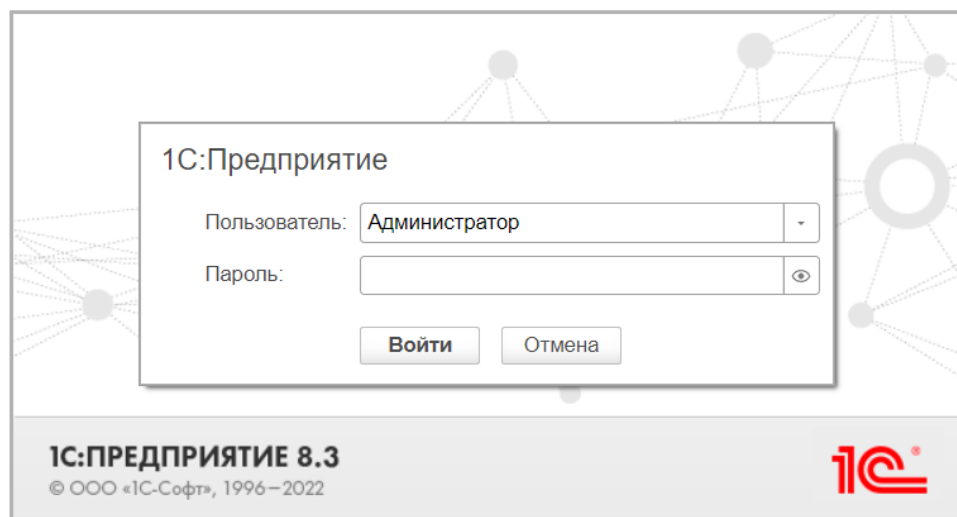 1С:Предприятие
Пользователь: Администратор
Пароль:
Войти Отмена
1С:ПРЕДПРИЯТИЕ 8.3
© ООО «1С-Софт», 1996–2022
1С®